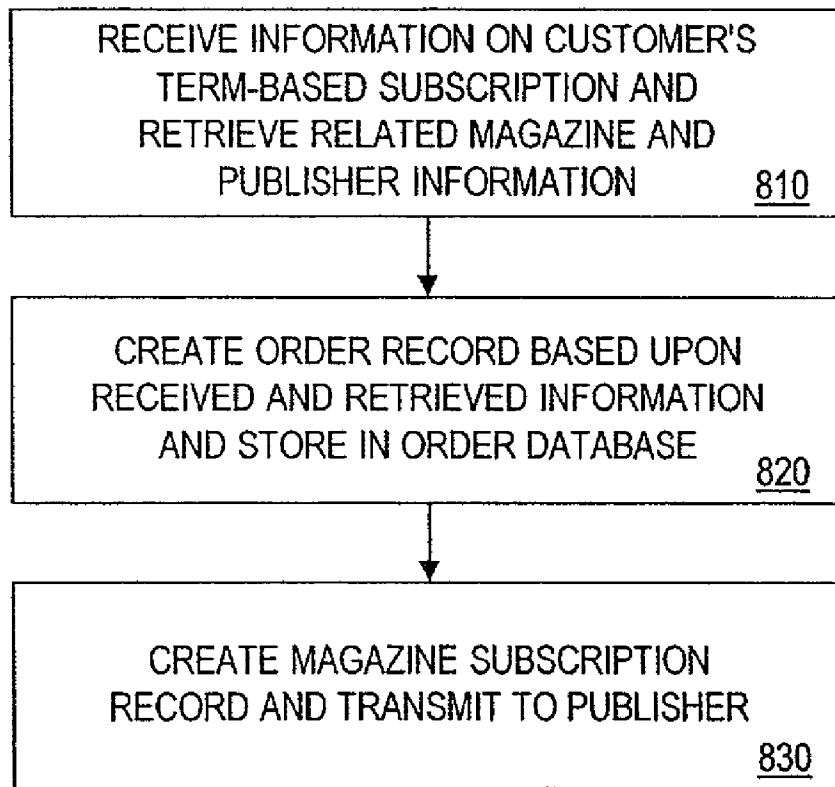 RECEIVE INFORMATION ON CUSTOMER'S
TERM-BASED SUBSCRIPTION AND
RETRIEVE RELATED MAGAZINE AND
PUBLISHER INFORMATION
810
CREATE ORDER RECORD BASED UPON
RECEIVED AND RETRIEVED INFORMATION
AND STORE IN ORDER DATABASE
820
CREATE MAGAZINE SUBSCRIPTION
RECORD AND TRANSMIT TO PUBLISHER
830